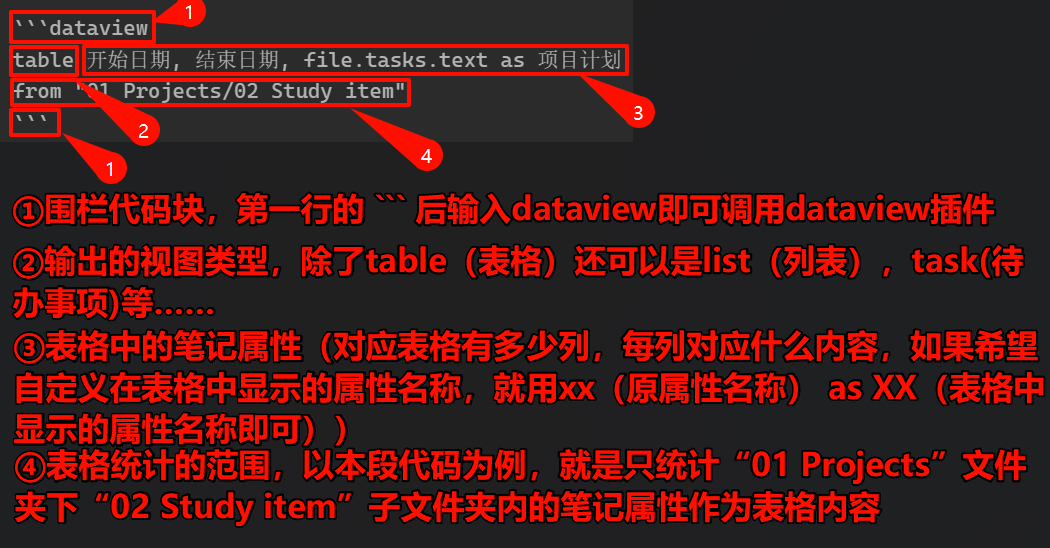 ```dataview
1
table 开始日期, 结束日期, file.tasks.text as 项目计划
from "01 Projects/02 Study item"
3
```
2
4
1
①围栏代码块，第一行的 ``` 后输入dataview即可调用dataview插件
②输出的视图类型，除了table（表格）还可以是list（列表）, task(待
办事项)等……
③表格中的笔记属性（对应表格有多少列，每列对应什么内容，如果希望
自定义在表格中显示的属性名称，就用xx（原属性名称） as XX（表格中
显示的属性名称即可））
④表格统计的范围，以本段代码为例，就是只统计“01 Projects”文件
夹下“02 Study item”子文件夹内的笔记属性作为表格内容